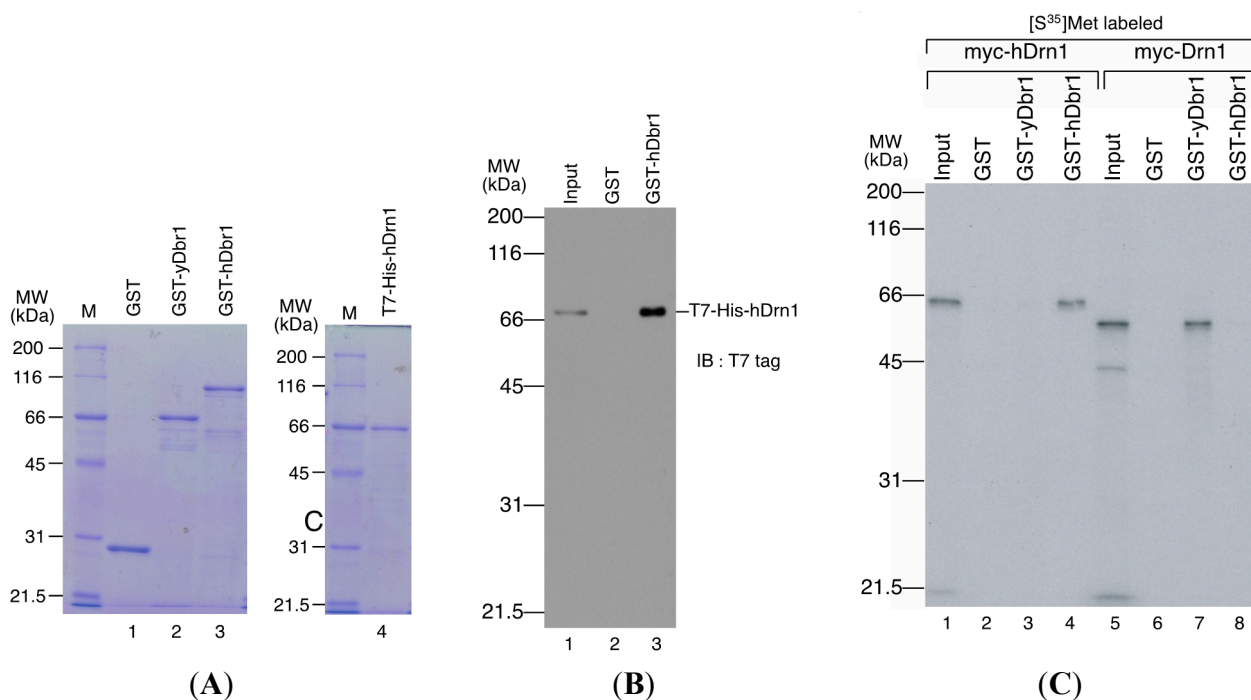 MW
(kDa)
M
GST
GST-yDbr1
GST-hDbr1
200
116
66
45
31
21.5
1
2
3
MW
(kDa)
M
T7-His-hDrn1
200
116
66
45
C
31
21.5
4
(A)
MW
(kDa)
Input
GST
GST-hDbr1
200
116
66
45
31
21.5
T7-His-hDrn1
IB : T7 tag
1
2
3
(B)
C
[S35]Met labeled
myc-hDrn1
myc-Drn1
MW
(kDa)
Input
GST
GST-yDbr1
GST-hDbr1
Input
GST
GST-yDbr1
GST-hDbr1
200
116
66
45
31
21.5
1
2
3
4
5
6
7
8
(C)